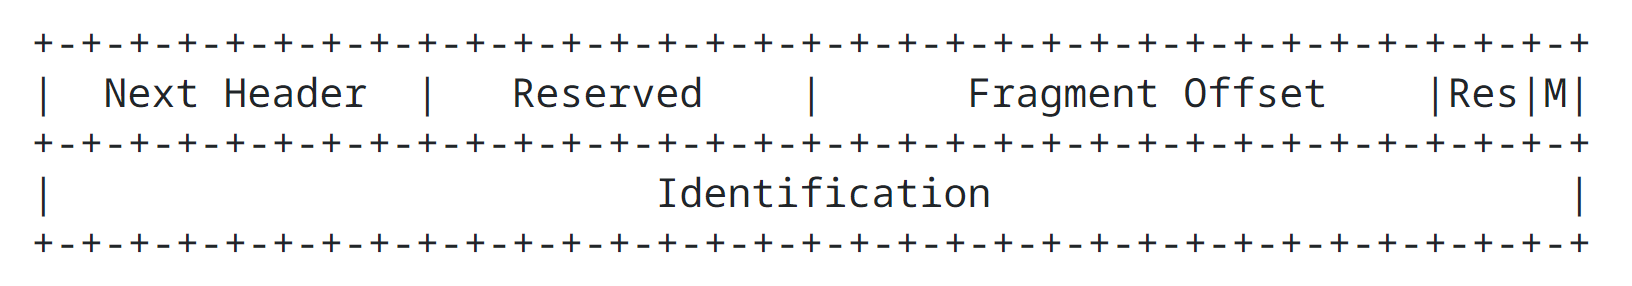 +-+-+-+-+-+-+-+-+-+-+-+-+-+-+-+-+-+-+-+-+-+-+-+-+-+-+-+-+-+-+-+-+
|  Next Header  |   Reserved    |      Fragment Offset    |Res|M|
+-+-+-+-+-+-+-+-+-+-+-+-+-+-+-+-+-+-+-+-+-+-+-+-+-+-+-+-+-+-+-+-+
|                         Identification                        |
+-+-+-+-+-+-+-+-+-+-+-+-+-+-+-+-+-+-+-+-+-+-+-+-+-+-+-+-+-+-+-+-+